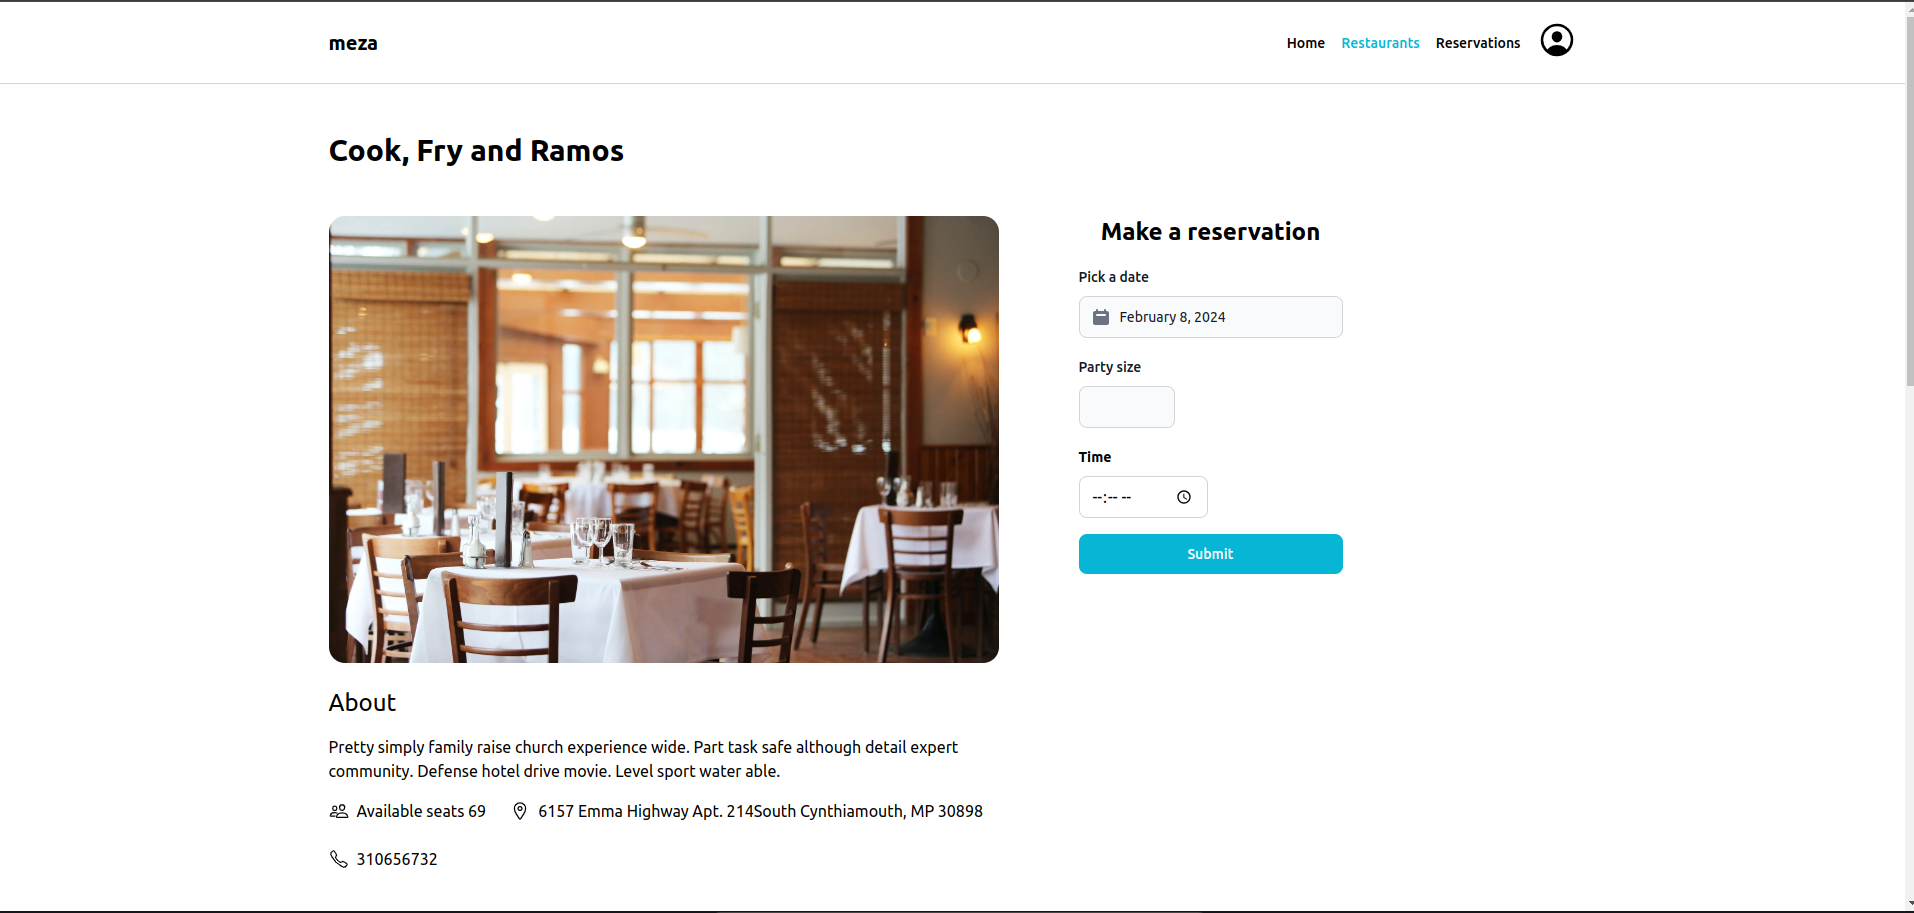 meza
Home Restaurants Reservations
Cook, Fry and Ramos
Make a reservation
Pick a date
February 8, 2024
Party size
Time
--:-- --
Submit
About
Pretty simply family raise church experience wide. Part task safe although detail expert
community. Defense hotel drive movie. Level sport water able.
Available seats 69 6157 Emma Highway Apt. 214South Cynthiamouth, MP 30898
310656732